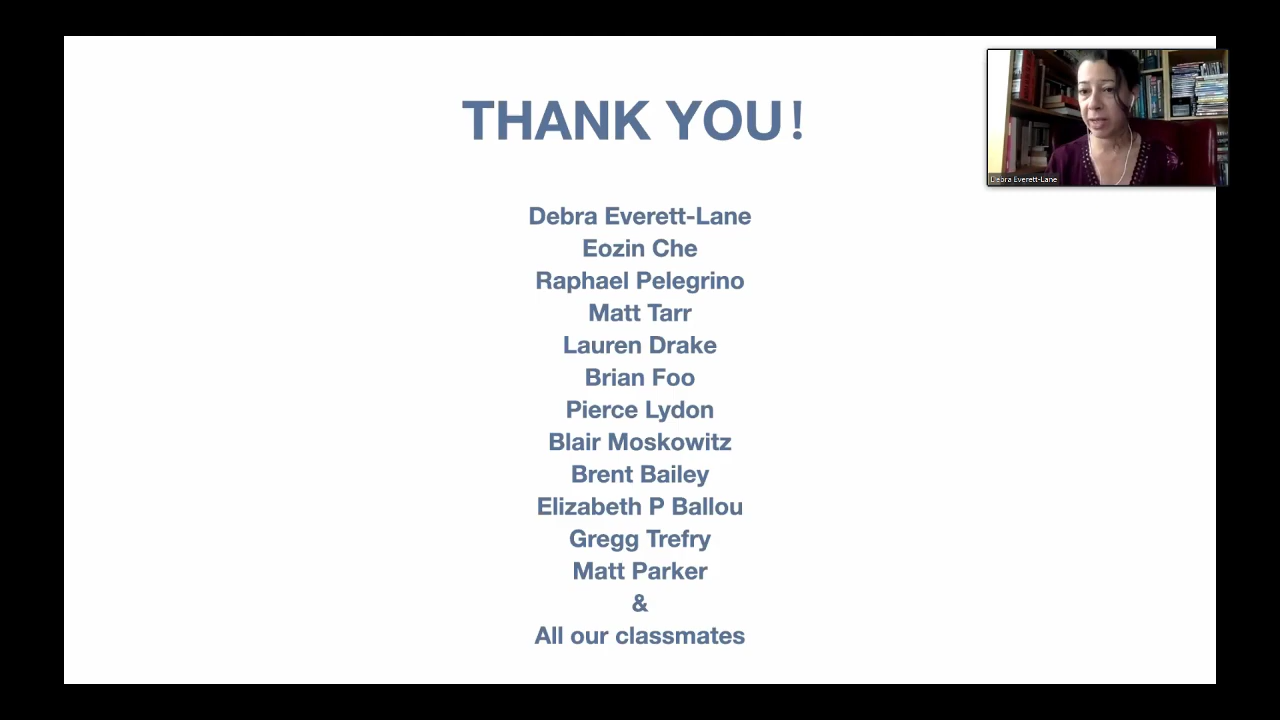 THANK YOU!
Debra Everett-Lane
Debra Everett-Lane
Eozin Che
Raphael Pelegrino
Matt Tarr
Lauren Drake
Brian Foo
Pierce Lydon
Blair Moskowitz
Brent Bailey
Elizabeth P Ballou
Gregg Trefry
Matt Parker
&
All our classmates